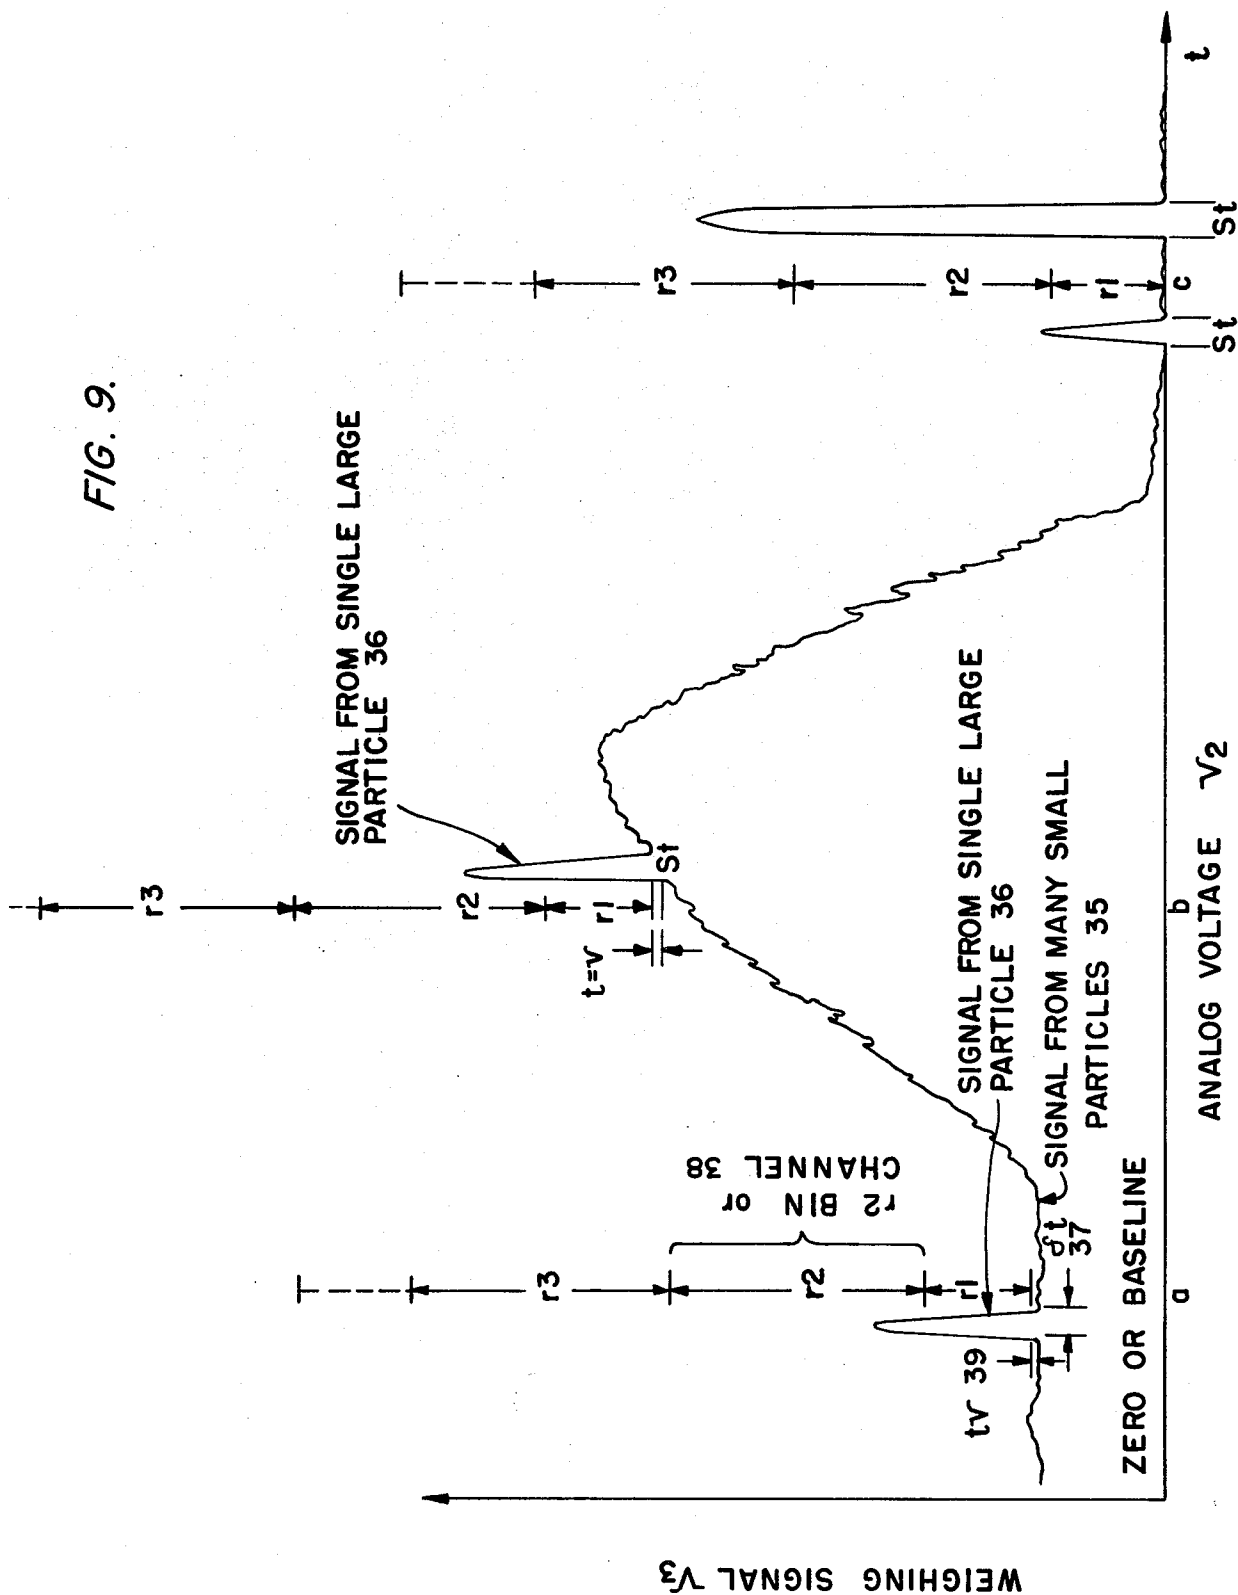 FIG. 9.
SIGNAL FROM SINGLE LARGE
PARTICLE 36
r3
r2
r1
t=v
St
b
r3
r2
r1
c
St
St
t
r3
r2
r1
a
r2 BIN or
CHANNEL 38
SIGNAL FROM SINGLE LARGE
PARTICLE 36
SIGNAL FROM MANY SMALL
PARTICLES 35
δt
37
tv 39
ZERO OR BASELINE
ANALOG VOLTAGE V2
WEIGHING SIGNAL V3